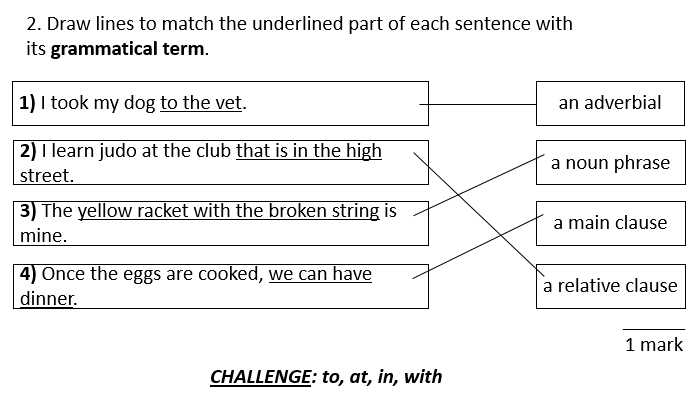 2. Draw lines to match the underlined part of each sentence with
its grammatical term.
1) I took my dog to the vet.
an adverbial
2) I learn judo at the club that is in the high
street.
a noun phrase
3) The yellow racket with the broken string is
mine.
a main clause
4) Once the eggs are cooked, we can have
dinner.
a relative clause
1 mark
CHALLENGE: to, at, in, with